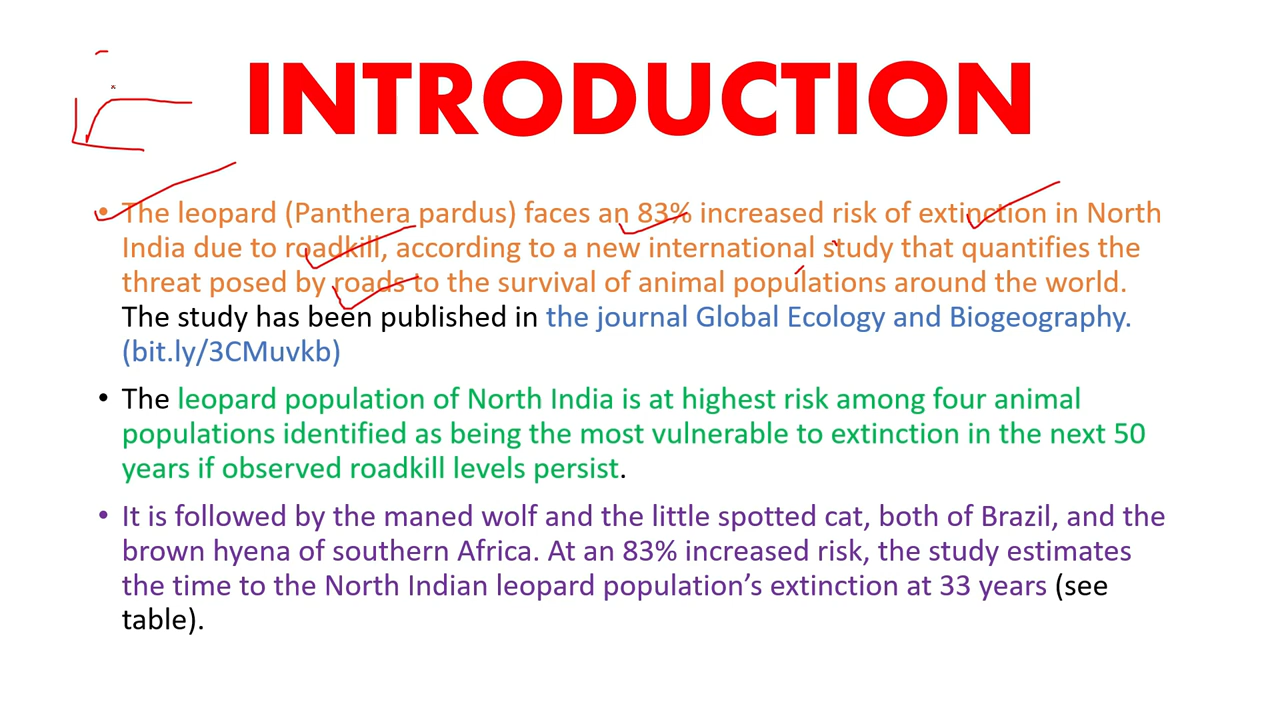 INTRODUCTION
• The leopard (Panthera pardus) faces an 83% increased risk of extinction in North
India due to roadkill, according to a new international study that quantifies the
threat posed by roads to the survival of animal populations around the world.
The study has been published in the journal Global Ecology and Biogeography.
(bit.ly/3CMuvkb)
• The leopard population of North India is at highest risk among four animal
populations identified as being the most vulnerable to extinction in the next 50
years if observed roadkill levels persist.
• It is followed by the maned wolf and the little spotted cat, both of Brazil, and the
brown hyena of southern Africa. At an 83% increased risk, the study estimates
the time to the North Indian leopard population’s extinction at 33 years (see
table).